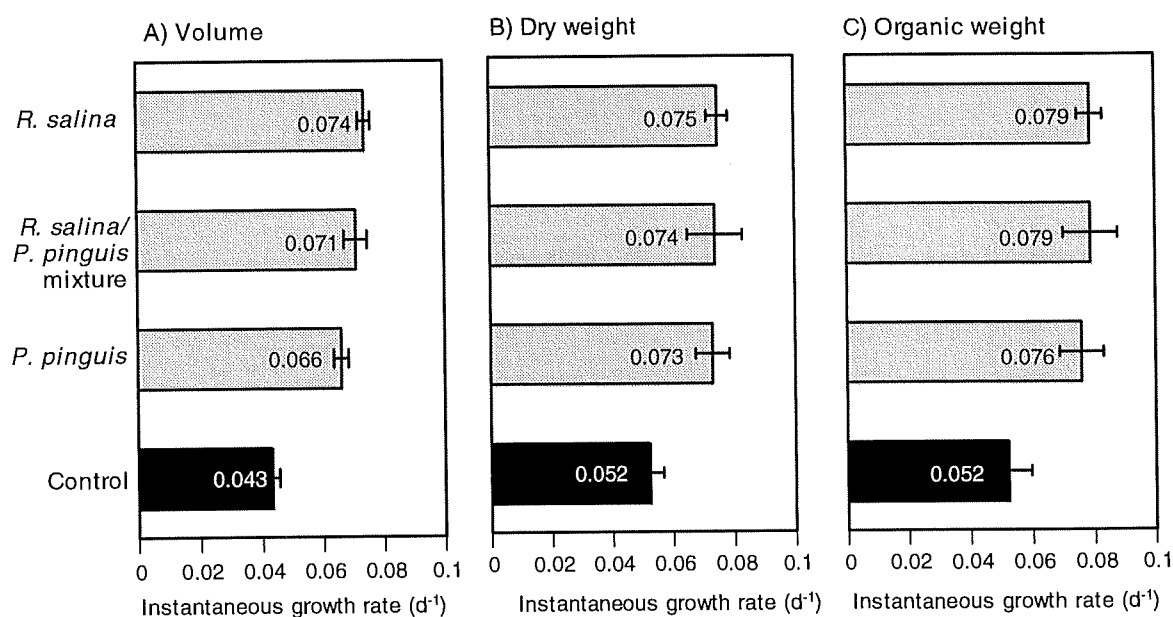 A) Volume
B) Dry weight
C) Organic weight
R. salina
0.074
0.075
0.079
R. salina/
P. pinguis
mixture
0.071
0.074
0.079
P. pinguis
0.066
0.073
0.076
Control
0.043
0.052
0.052
0 0.02 0.04 0.06 0.08 0.1
0 0.02 0.04 0.06 0.08 0.1
0 0.02 0.04 0.06 0.08 0.1
Instantaneous growth rate (d⁻¹)
Instantaneous growth rate (d⁻¹)
Instantaneous growth rate (d⁻¹)